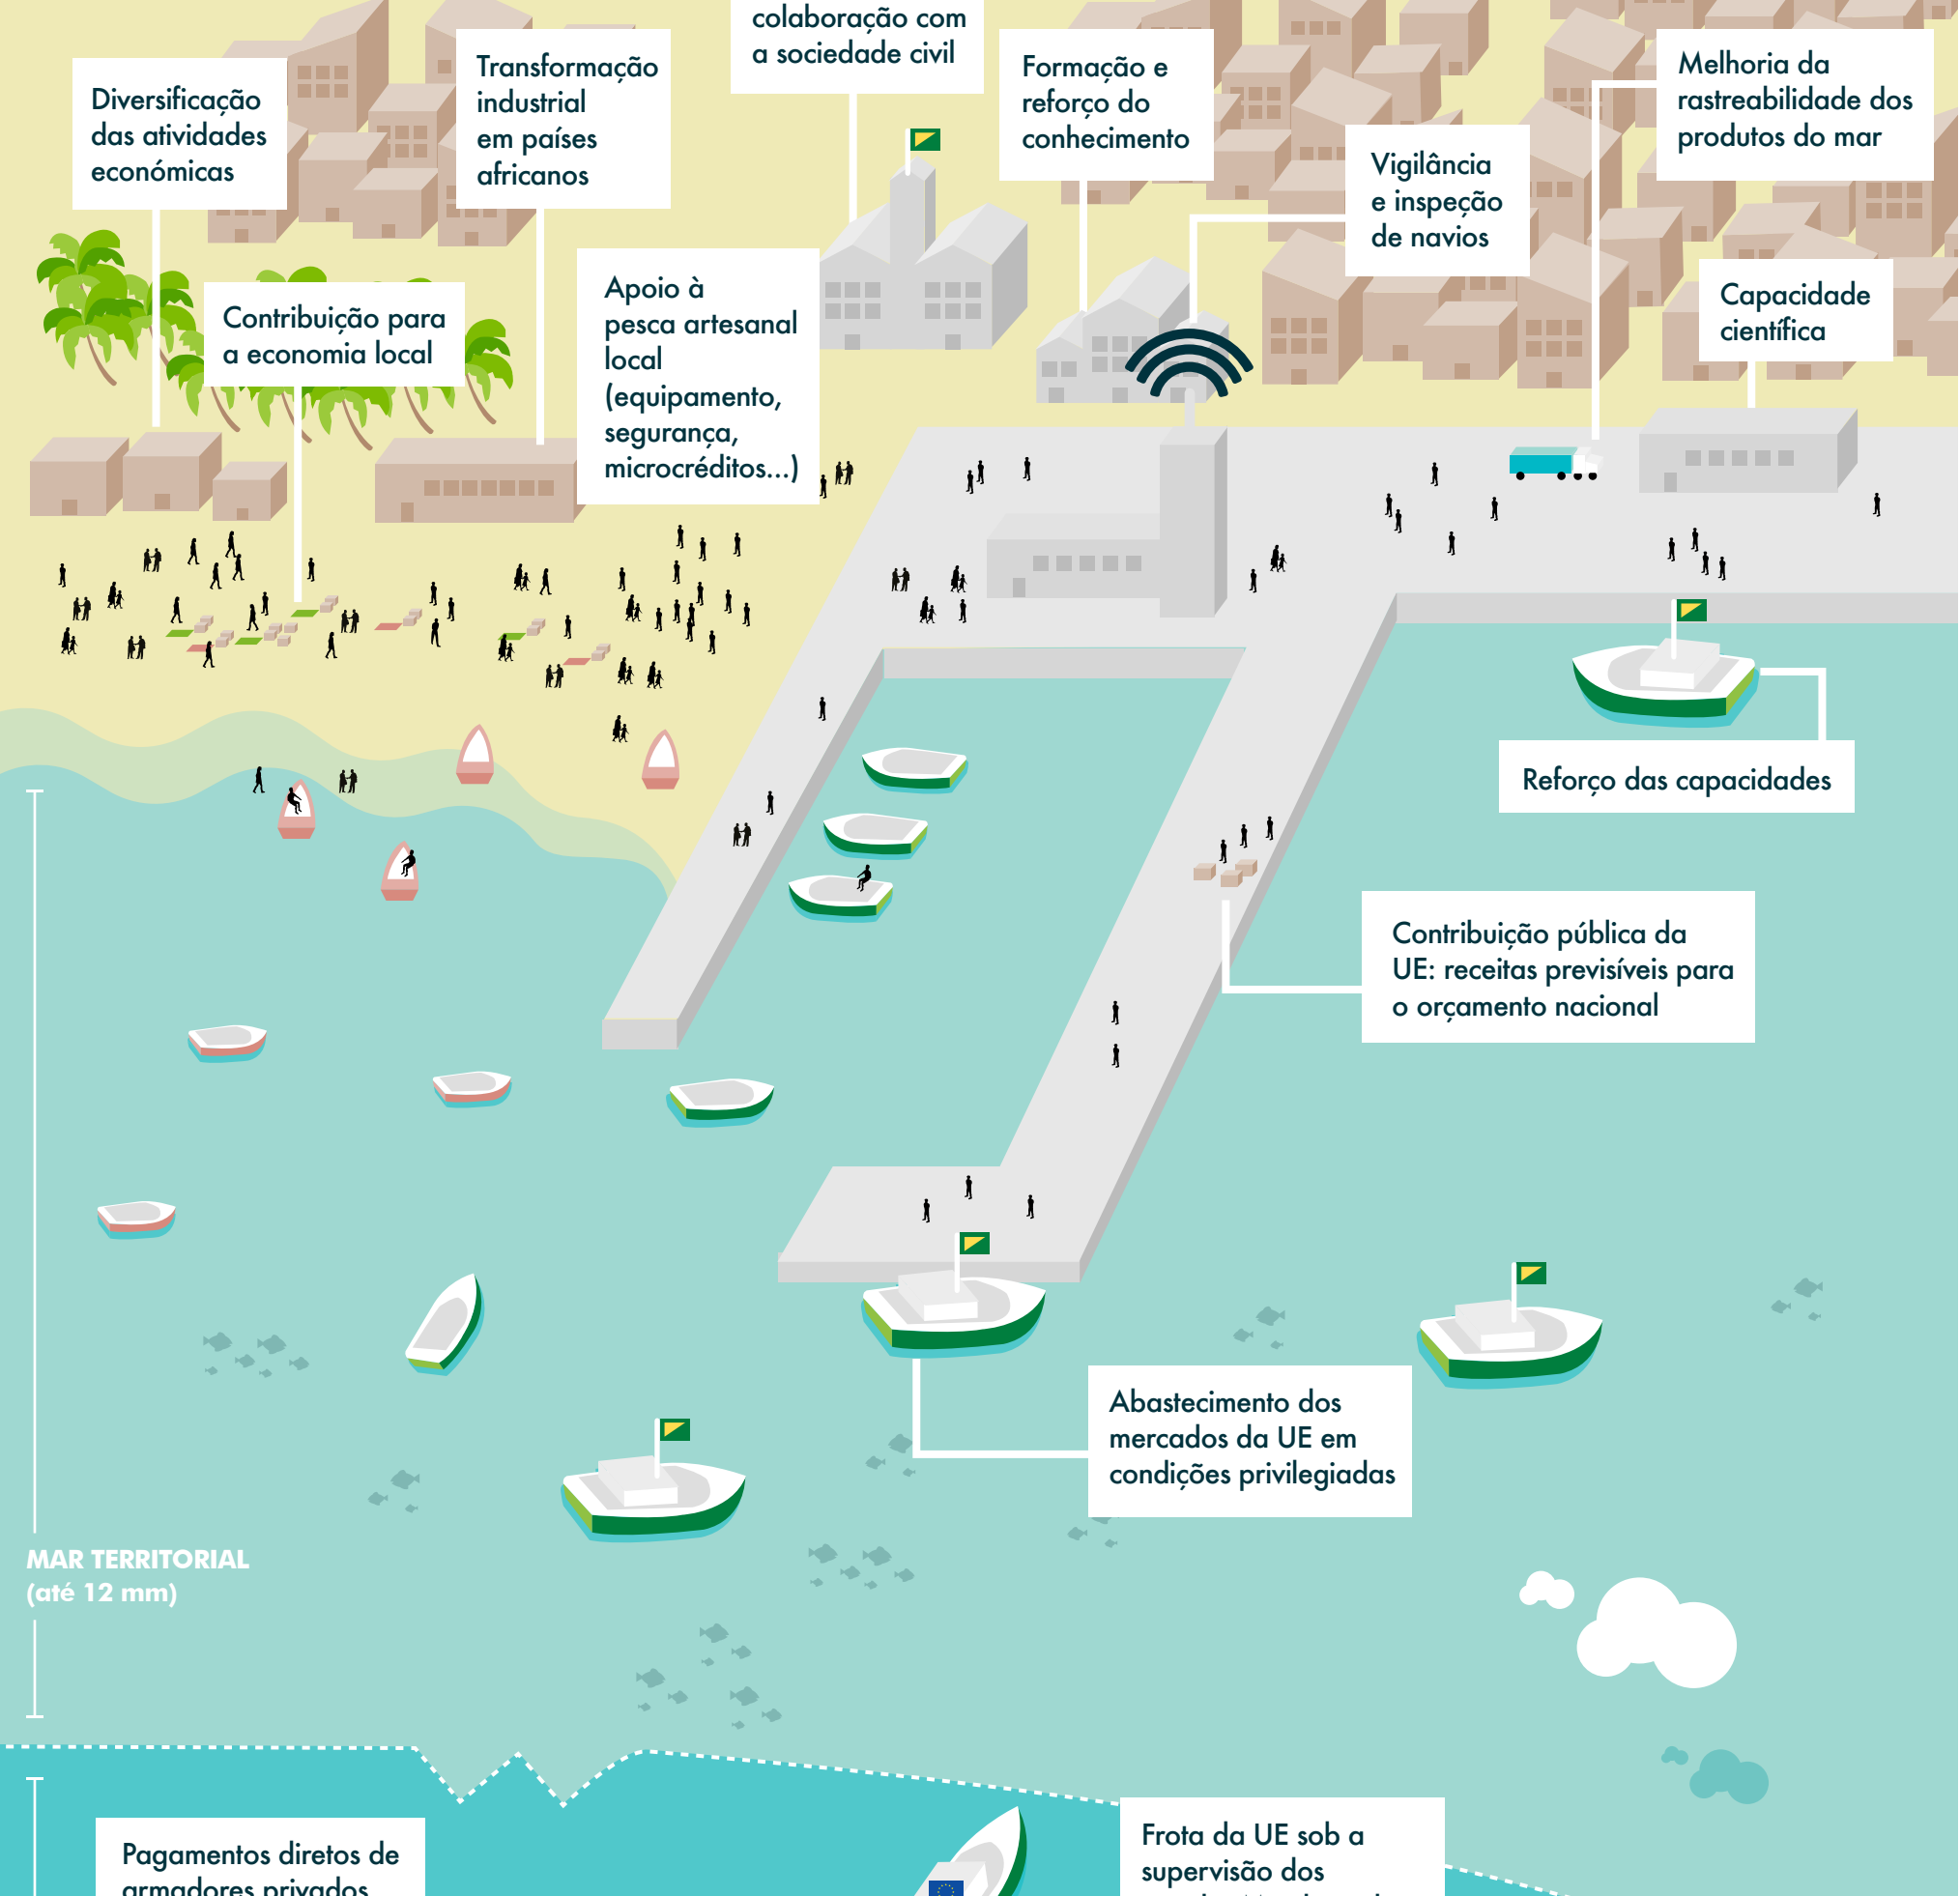 colaboração com
a sociedade civil
Diversificação
das atividades
económicas
Transformação
industrial
em países
africanos
Formação e
reforço do
conhecimento
Melhoria da
rastreabilidade dos
produtos do mar
Vigilância
e inspeção
de navios
Contribuição para
a economia local
Apoio à
pesca artesanal
local
(equipamento,
segurança,
microcréditos...)
Capacidade
científica
Reforço das capacidades
Contribuição pública da
UE: receitas previsíveis para
o orçamento nacional
Abastecimento dos
mercados da UE em
condições privilegiadas
MAR TERRITORIAL
(até 12 mm)
Pagamentos diretos de
armadores privados
Frota da UE sob a
supervisão dos